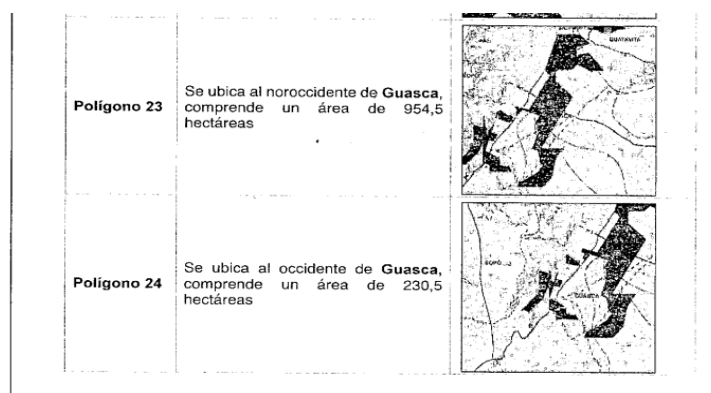 GUATAVITA
Polígono 23
Se ubica al noroccidente de Guasca,
comprende un área de 954,5
hectáreas
Polígono 24
Se ubica al occidente de Guasca,
comprende un área de 230,5
hectáreas
SOPÓ
GUASCA